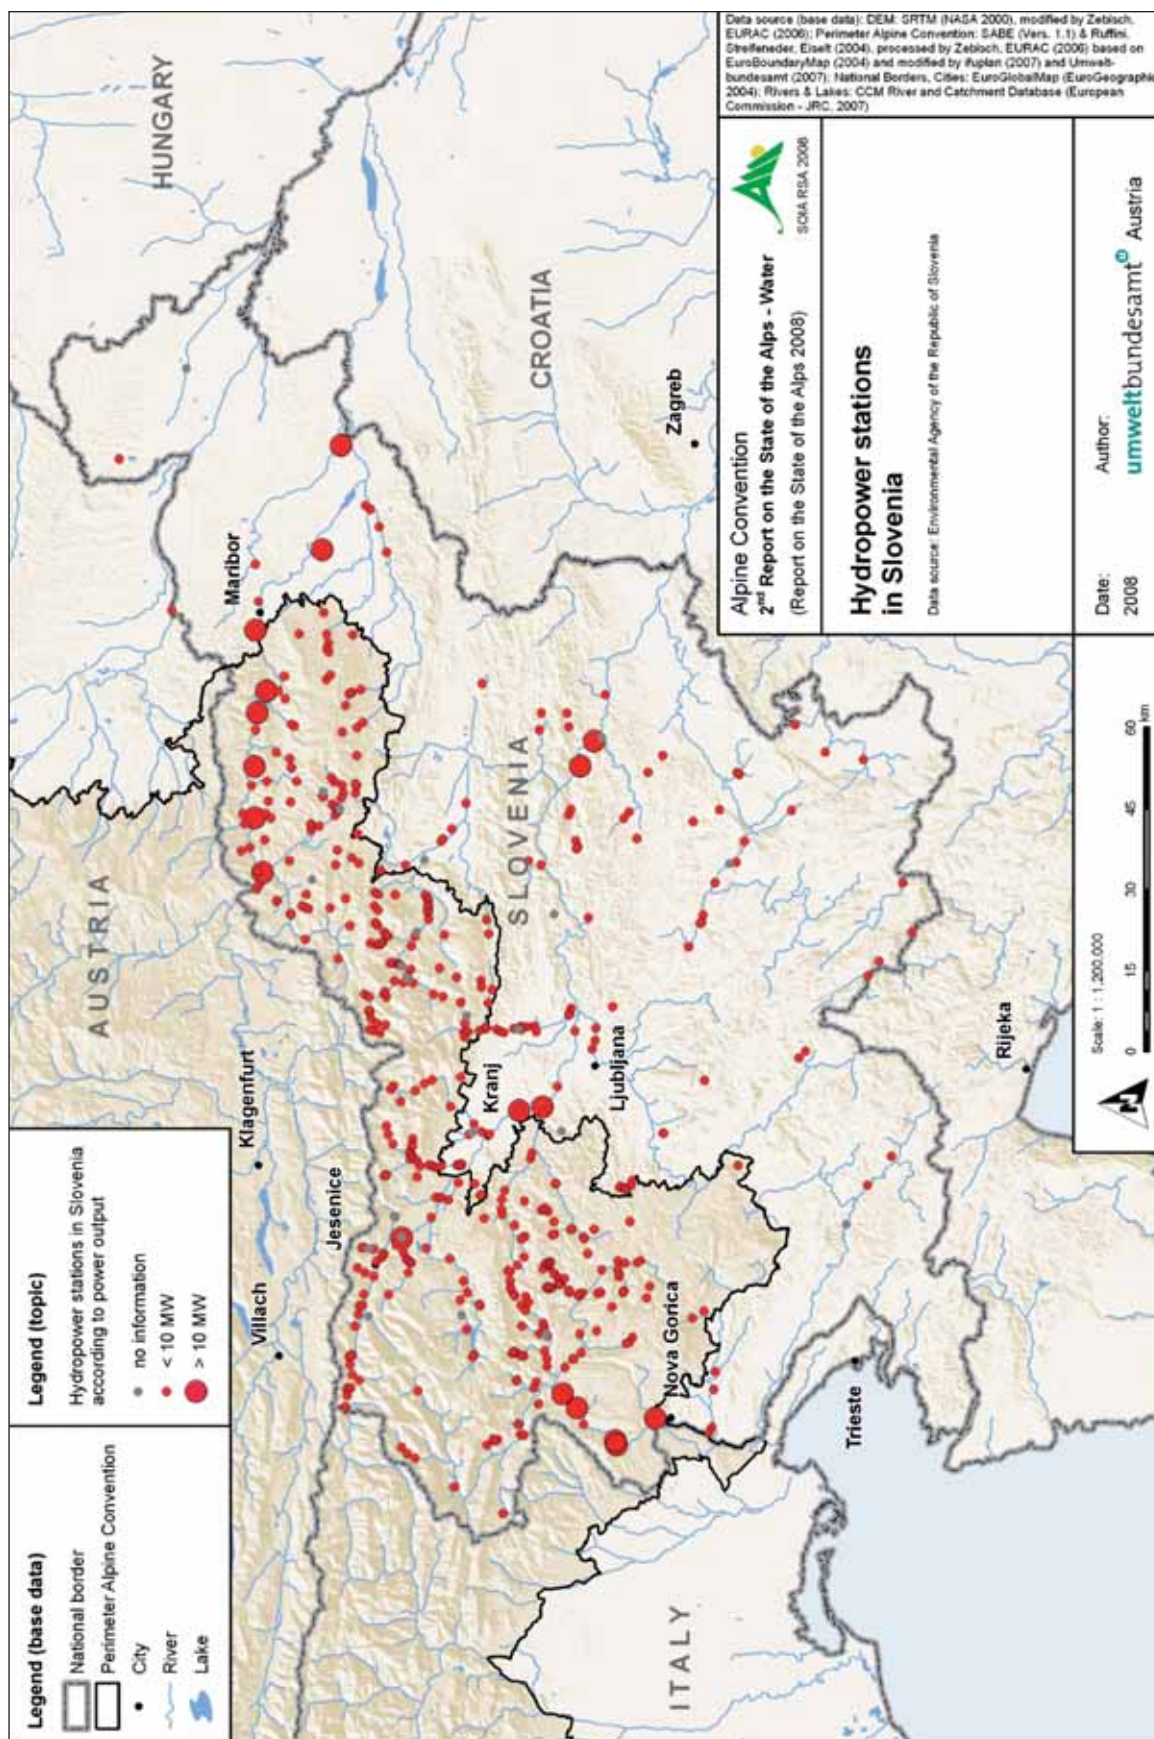 Legend (base data)
National border
Perimeter Alpine Convention
City
River
Lake
Legend (topic)
Hydropower stations in Slovenia
according to power output
no information
< 10 MW
> 10 MW
AUSTRIA
HUNGARY
SLOVENIA
CROATIA
ITALY
Villach
Klagenfurt
Jesenice
Maribor
Kranj
Ljubljana
Nova Gorica
Zagreb
Trieste
Rijeka
N
Scale: 1 : 1.200.000
0 15 30 45 60
km
Alpine Convention
2nd Report on the State of the Alps - Water
(Report on the State of the Alps 2008)
SOIA RSA 2008
Hydropower stations
in Slovenia
Data source: Environmental Agency of the Republic of Slovenia
Date:
2008
Author:
umweltbundesamt Austria
Data source (base data): DEM: SRTM (NASA 2000), modified by Zebisch,
EURAC (2006); Perimeter Alpine Convention: SABE (Vers. 1.1) & Ruffini,
Streifeneder, Eiselt (2004), processed by Zebisch, EURAC (2006) based on
EuroBoundaryMap (2004) and modified by ifuplan (2007) and Umwelt-
bundesamt (2007); National Borders, Cities: EuroGlobalMap (EuroGeographic
2004); Rivers & Lakes: CCM River and Catchment Database (European
Commission - JRC, 2007)